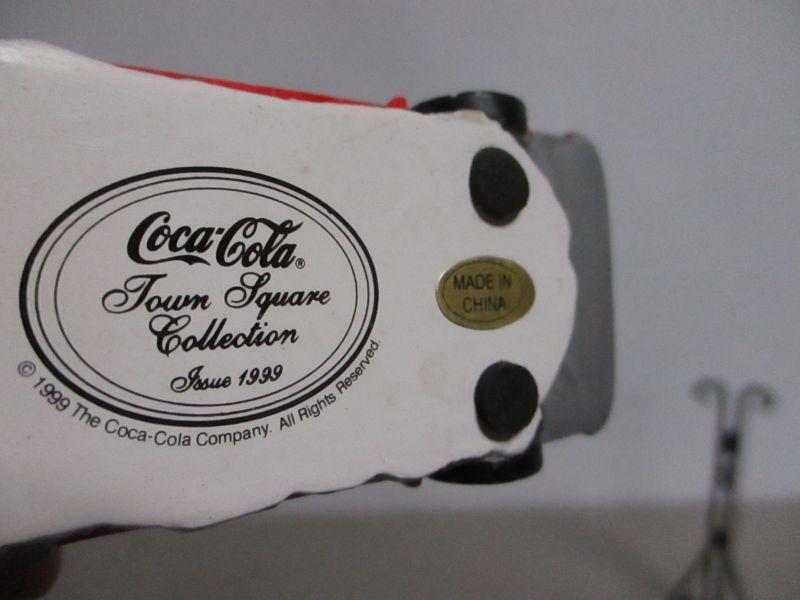 Coca-Cola®
Town Square
Collection
Issue 1999
© 1999 The Coca-Cola Company. All Rights Reserved.
MADE IN
CHINA